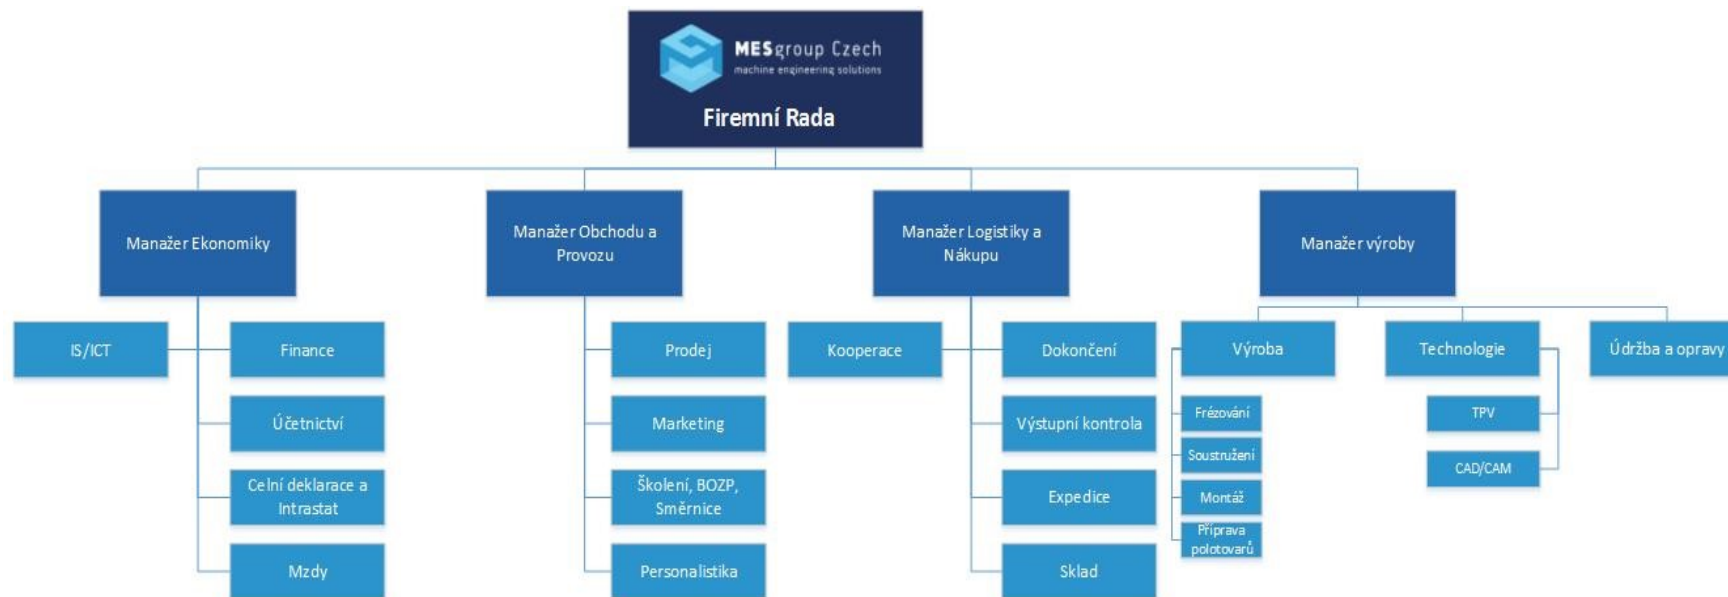 MESgroup Czech
machine engineering solutions
Firemní Rada
Manažer Ekonomiky
Manažer Obchodu a
Provozu
Manažer Logistiky a
Nákupu
Manažer výroby
IS/ICT
Finance
Účetnictví
Celní deklarace a
Intrastat
Mzdy
Prodej
Marketing
Školení, BOZP,
Směrnice
Personalistika
Kooperace
Dokončení
Výstupní kontrola
Expedice
Sklad
Výroba
Frézování
Soustružení
Montáž
Příprava
polotovarů
Technologie
TPV
CAD/CAM
Údržba a opravy